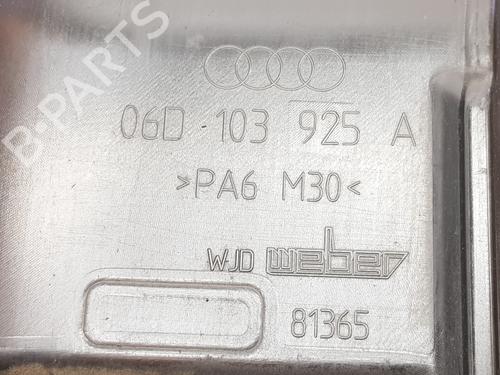 B-PARTS
06D 103 925 A
>PA6 M30<
WJD weber
81365